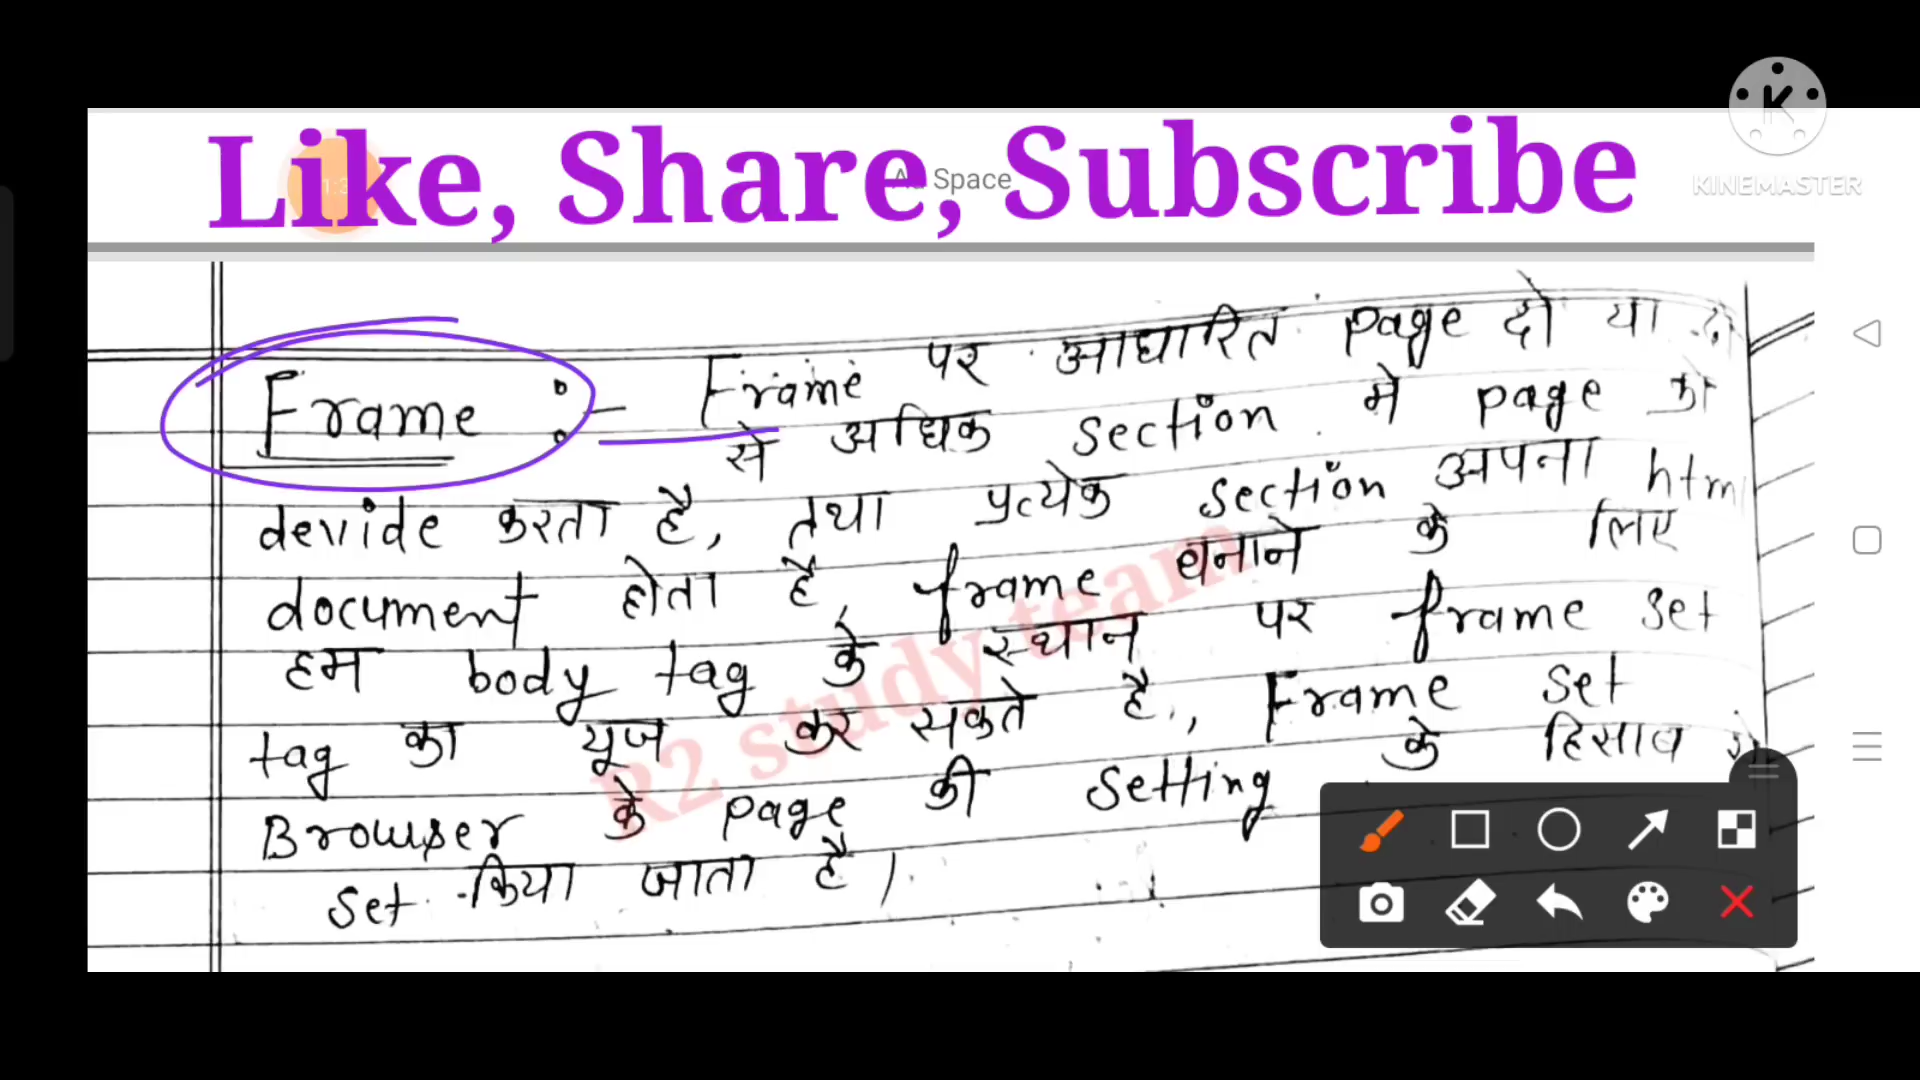 Like, Share, Subscribe
Space
KINEMASTER
Frame :- Frame पर आधारित page दो या
से अधिक section मे page को
devide करता है, तथा प्रत्येक section अपना html
document होता है, frame बनाने के लिए
हम body tag के स्थान पर frame set
tag का यूज कर सकते है, Frame set
Browser के page की setting के हिसाब से
set किया जाता है।
R2 study team